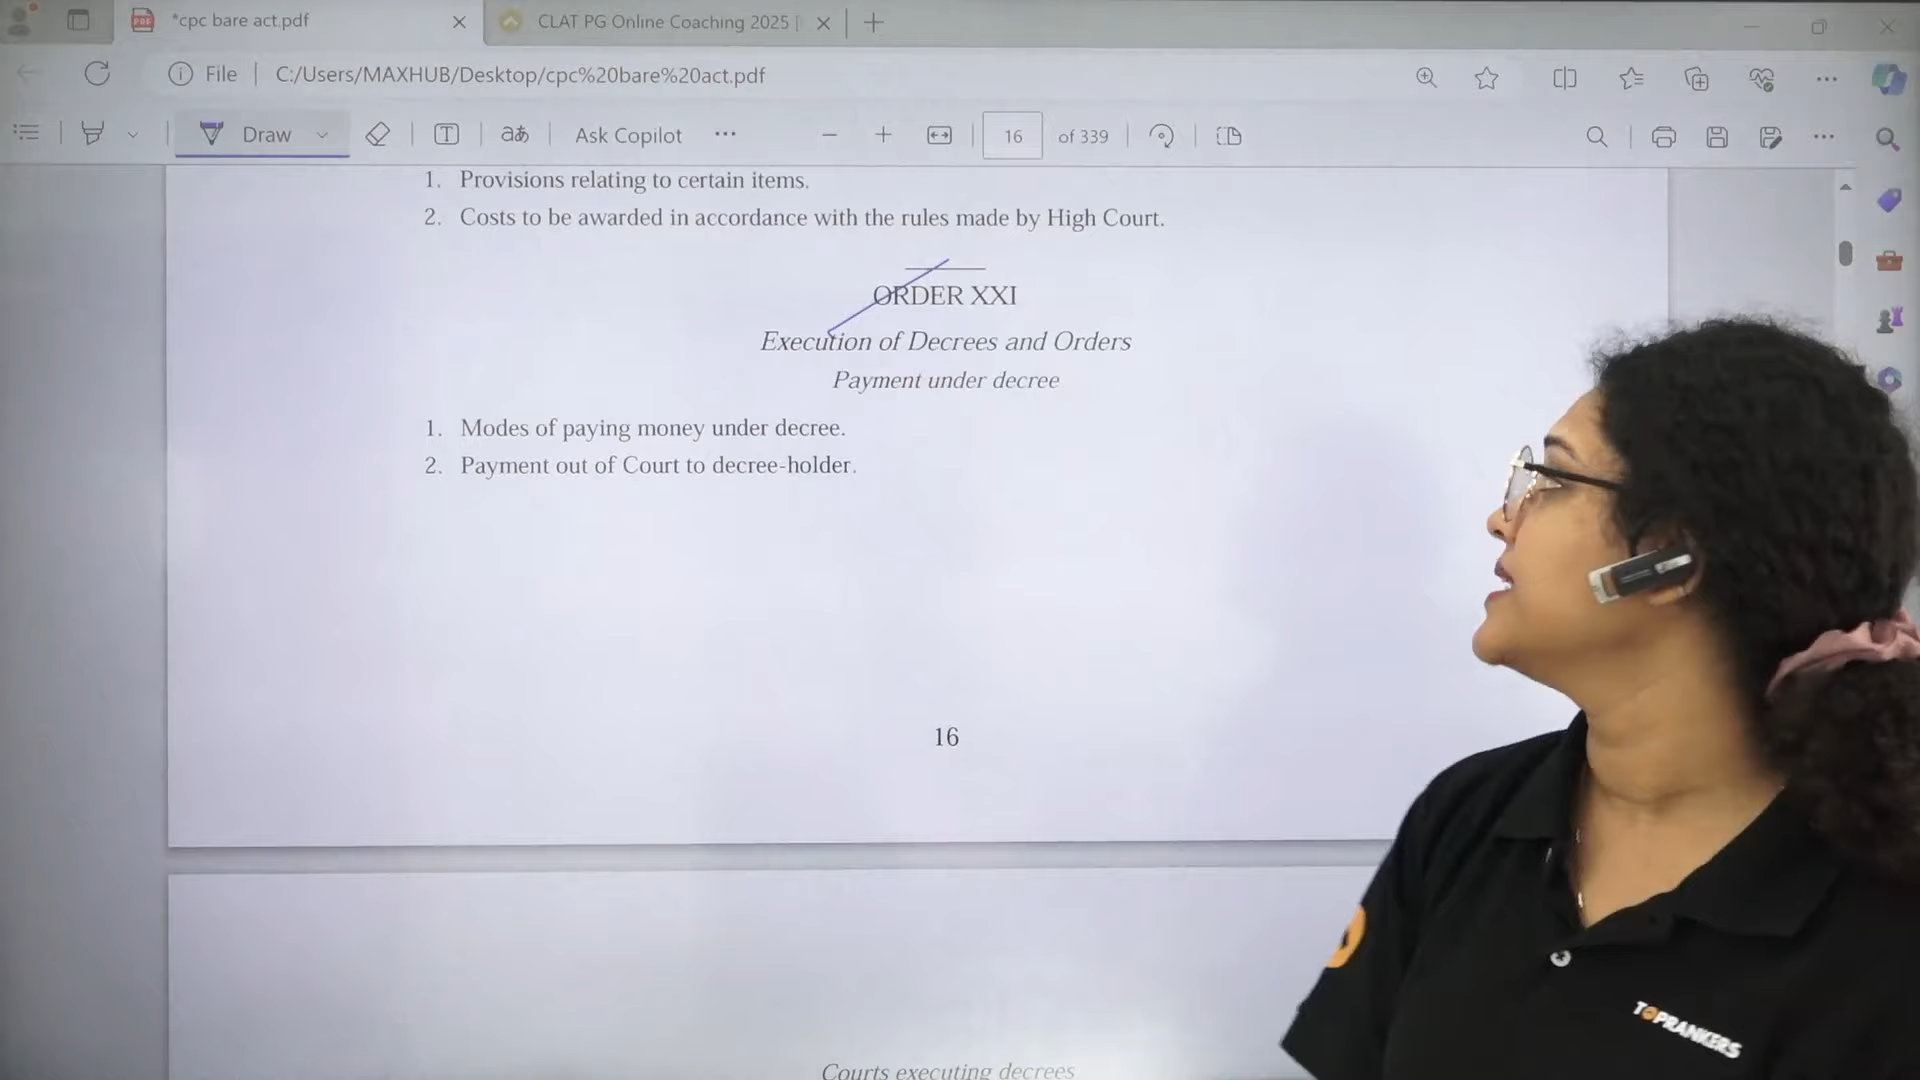 *cpc bare act.pdf
CLAT PG Online Coaching 2025 |
File
C:/Users/MAXHUB/Desktop/cpc%20bare%20act.pdf
Draw
T
aあ
Ask Copilot
16
of 339
1. Provisions relating to certain items.
2. Costs to be awarded in accordance with the rules made by High Court.
ORDER XXI
Execution of Decrees and Orders
Payment under decree
1. Modes of paying money under decree.
2. Payment out of Court to decree-holder.
16
Courts executing decrees
TOPRANKERS